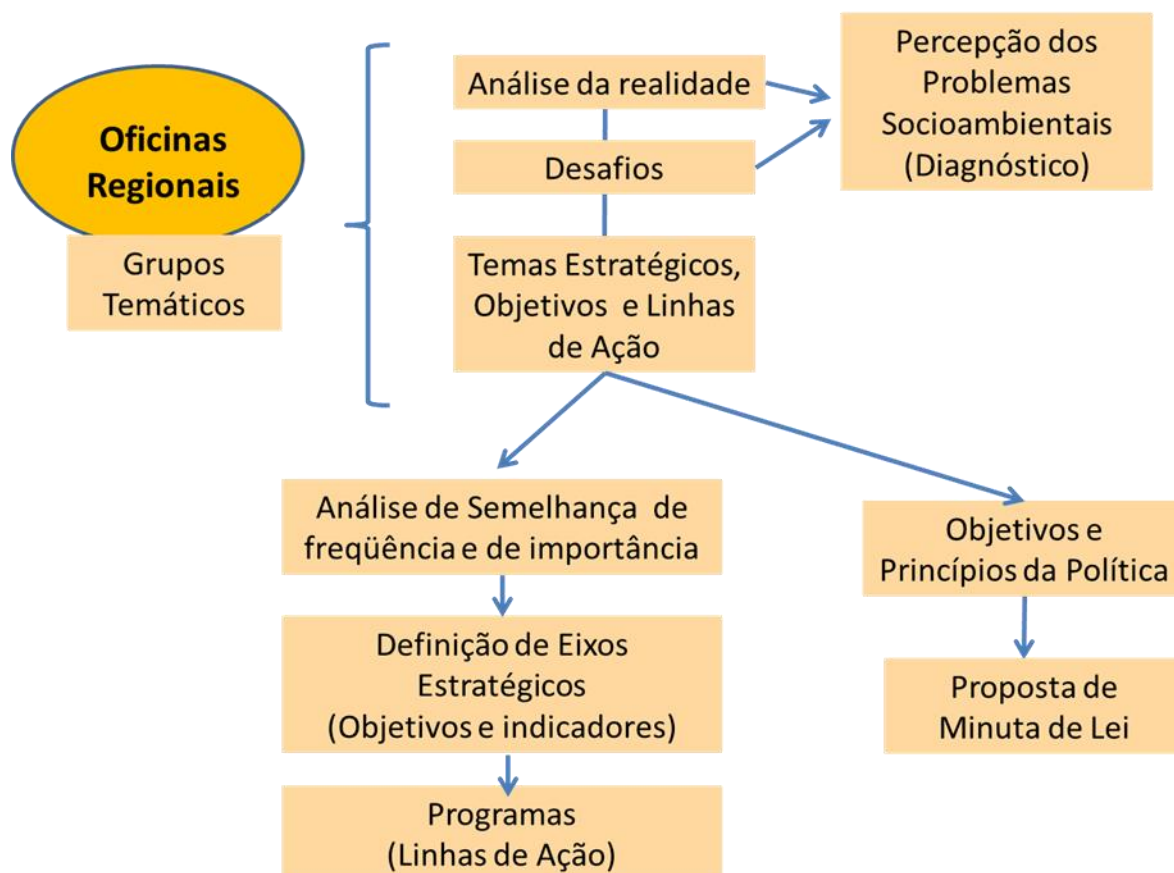 Oficinas
Regionais
Grupos
Temáticos
Análise da realidade
Desafios
Temas Estratégicos,
Objetivos e Linhas
de Ação
Percepção dos
Problemas
Socioambientais
(Diagnóstico)
Análise de Semelhança de
freqüência e de importância
Definição de Eixos
Estratégicos
(Objetivos e indicadores)
Programas
(Linhas de Ação)
Objetivos e
Princípios da Política
Proposta de
Minuta de Lei